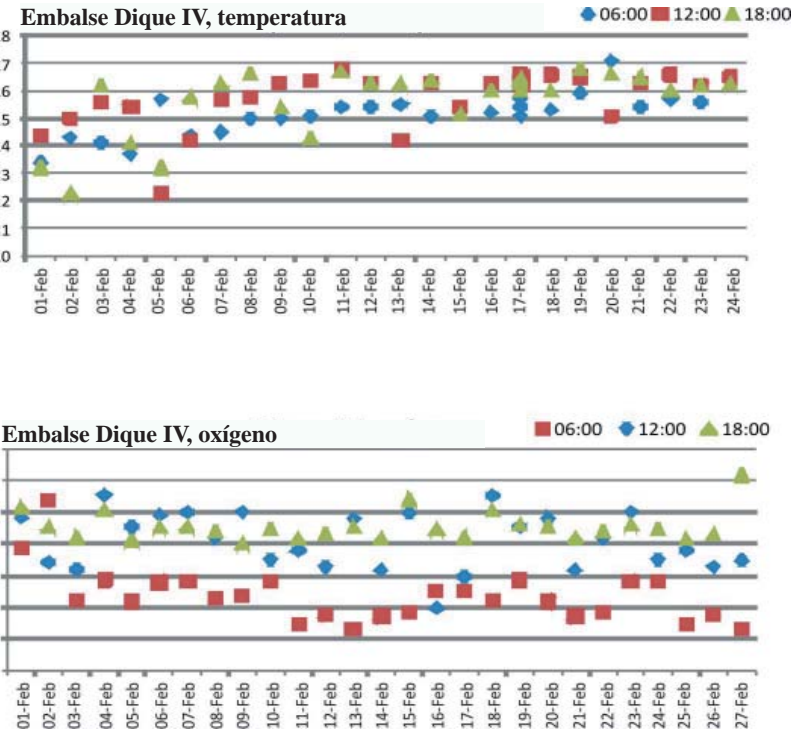 Embalse Dique IV, temperatura
06:00 12:00 18:00
8
7
6
5
4
3
2
1
0
01-Feb 02-Feb 03-Feb 04-Feb 05-Feb 06-Feb 07-Feb 08-Feb 09-Feb 10-Feb 11-Feb 12-Feb 13-Feb 14-Feb 15-Feb 16-Feb 17-Feb 18-Feb 19-Feb 20-Feb 21-Feb 22-Feb 23-Feb 24-Feb
Embalse Dique IV, oxígeno
06:00 12:00 18:00
01-Feb 02-Feb 03-Feb 04-Feb 05-Feb 06-Feb 07-Feb 08-Feb 09-Feb 10-Feb 11-Feb 12-Feb 13-Feb 14-Feb 15-Feb 16-Feb 17-Feb 18-Feb 19-Feb 20-Feb 21-Feb 22-Feb 23-Feb 24-Feb 25-Feb 26-Feb 27-Feb